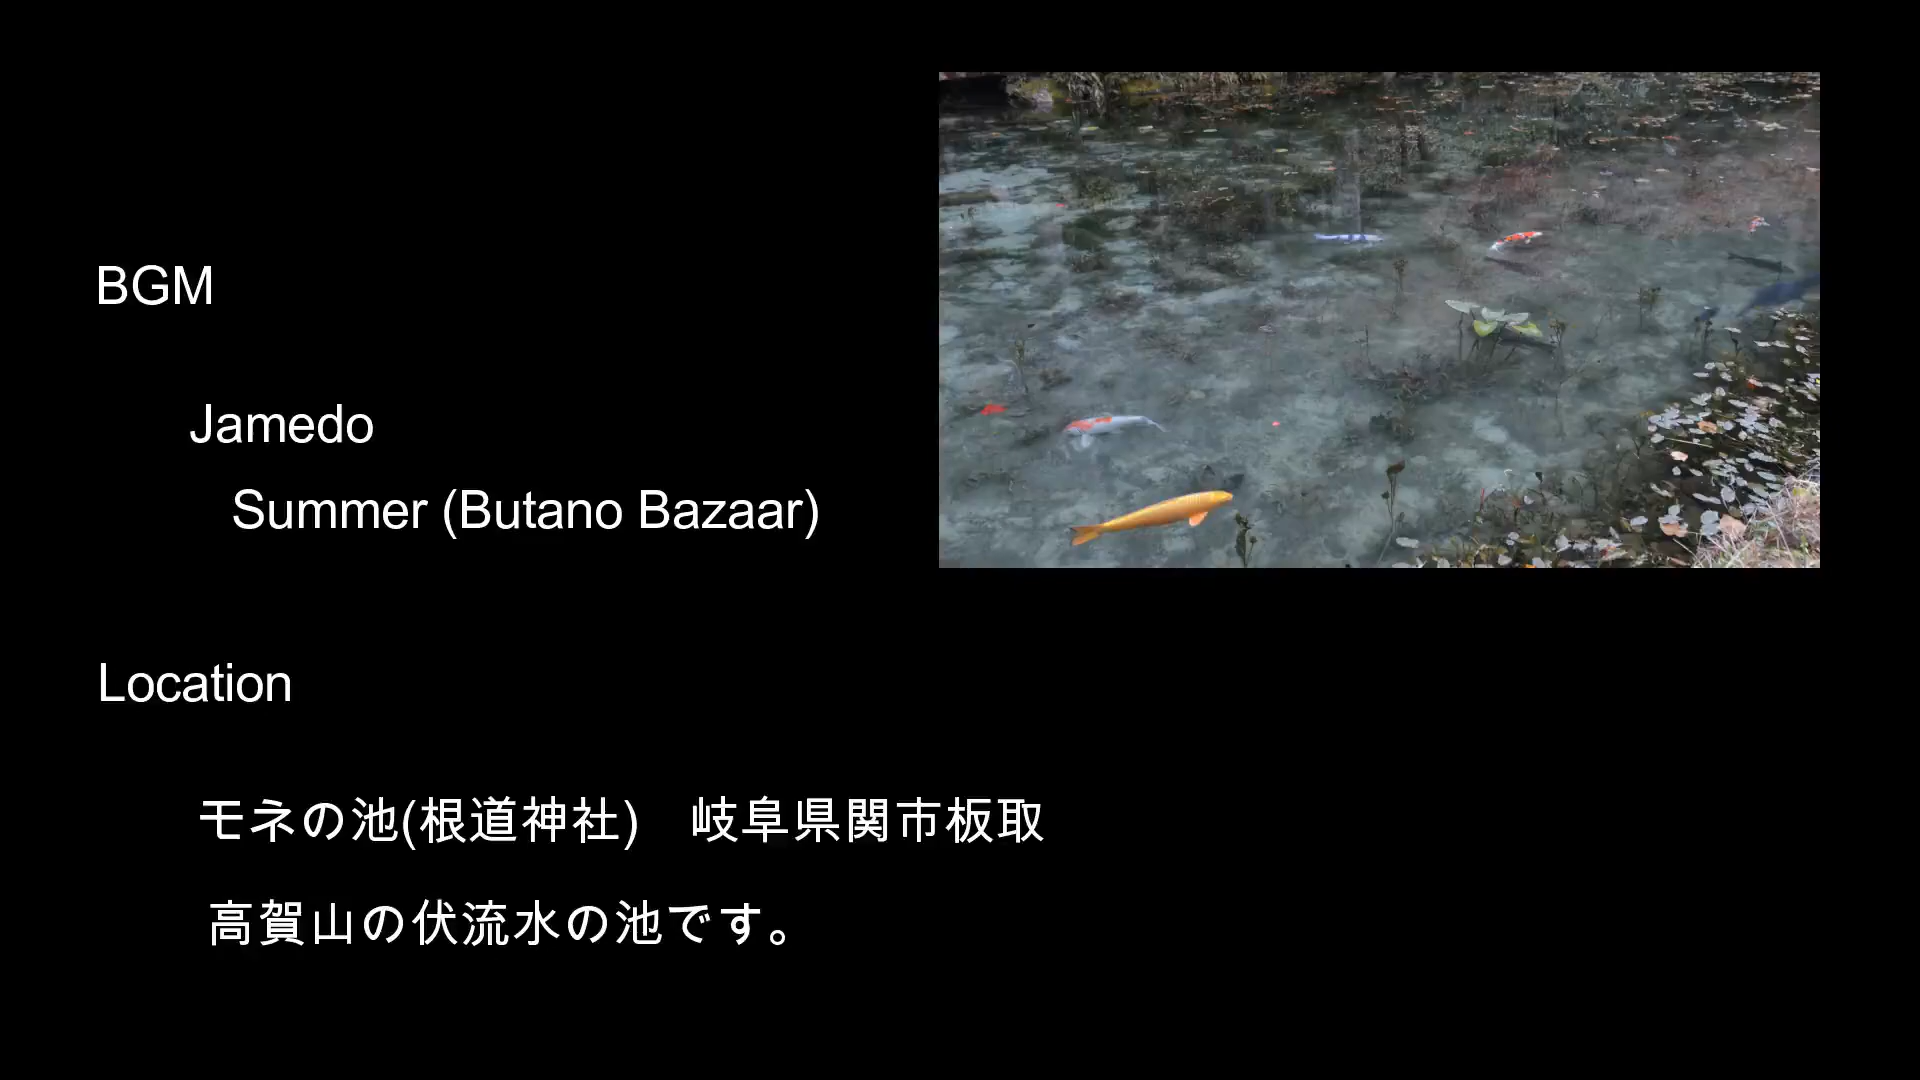 BGM
Jamedo
Summer (Butano Bazaar)
Location
モネの池(根道神社)　岐阜県関市板取
高賀山の伏流水の池です。